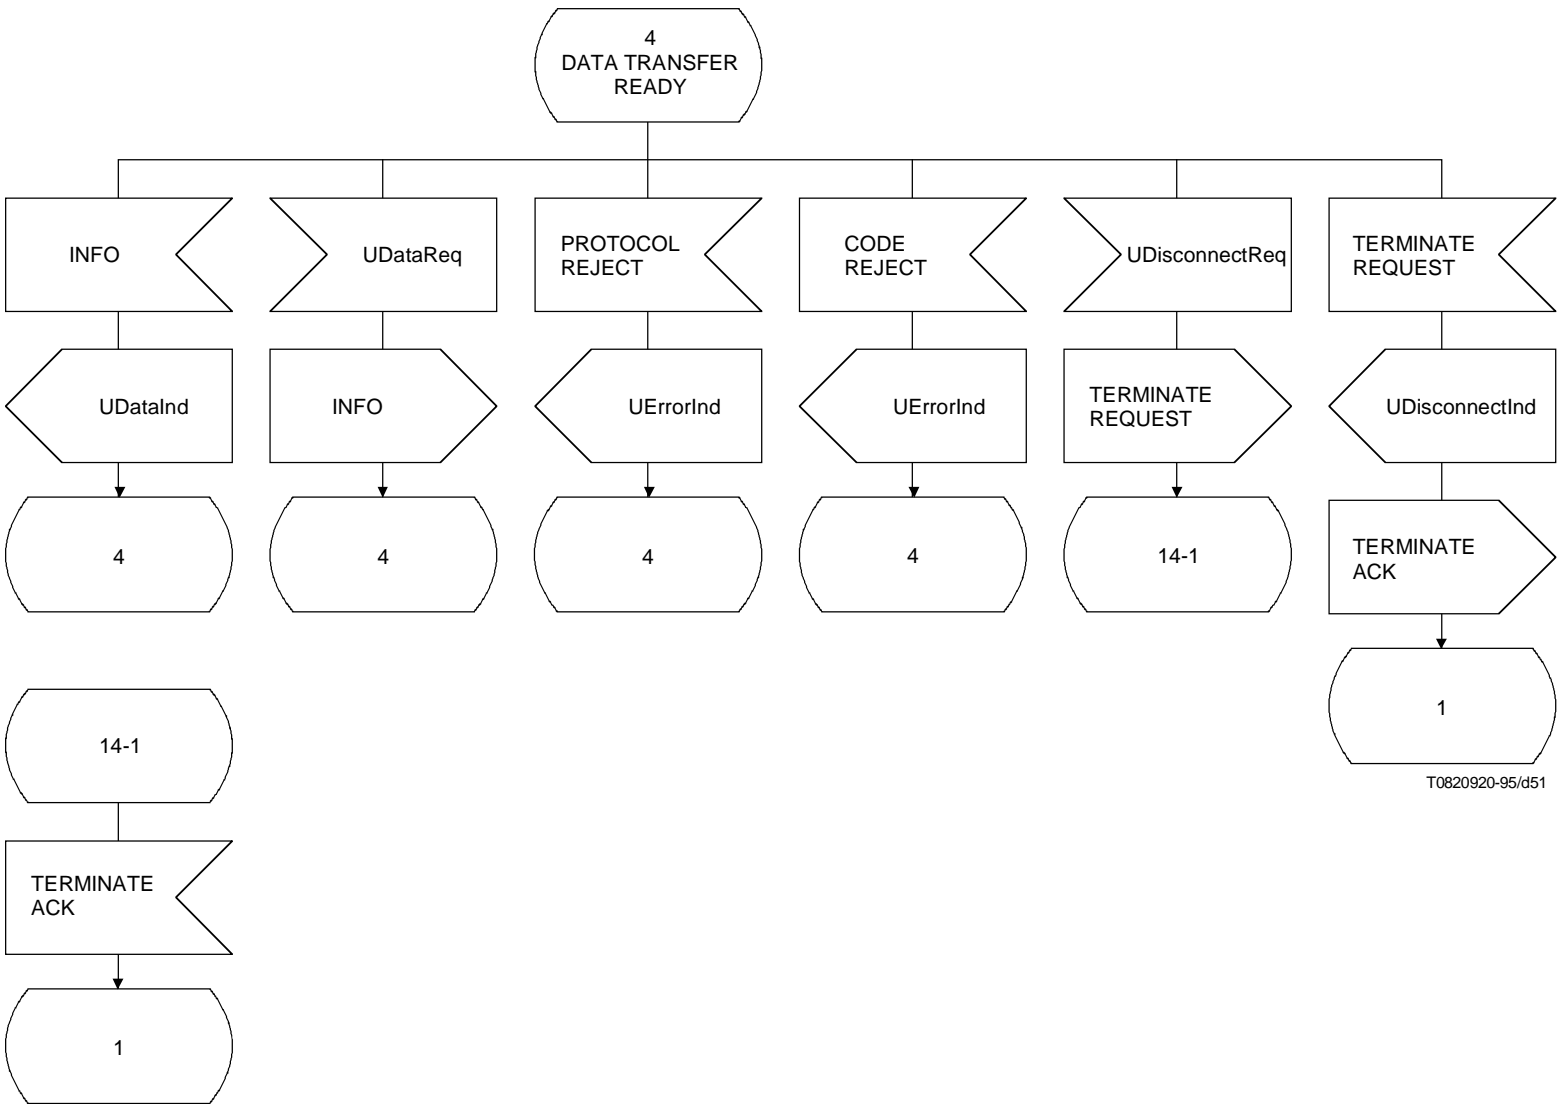 4
DATA TRANSFER
READY
INFO
UDataReq
PROTOCOL
REJECT
CODE
REJECT
UDisconnectReq
TERMINATE
REQUEST
UDataInd
INFO
UErrorInd
UErrorInd
TERMINATE
REQUEST
UDisconnectInd
4
4
4
4
14-1
TERMINATE
ACK
1
T0820920-95/d51
14-1
TERMINATE
ACK
1